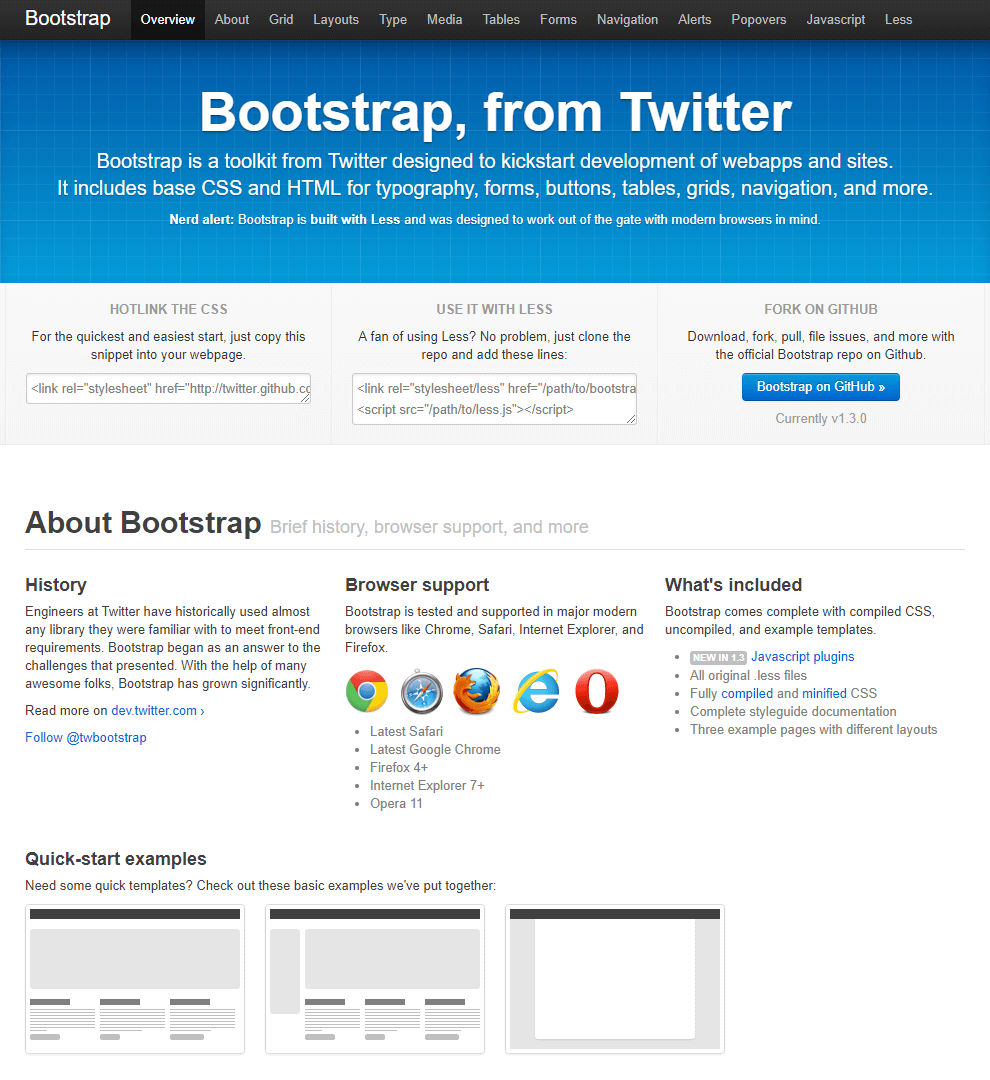 Bootstrap Overview About Grid Layouts Type Media Tables Forms Navigation Alerts Popovers Javascript Less
Bootstrap, from Twitter
Bootstrap is a toolkit from Twitter designed to kickstart development of webapps and sites.
It includes base CSS and HTML for typography, forms, buttons, tables, grids, navigation, and more.
Nerd alert: Bootstrap is built with Less and was designed to work out of the gate with modern browsers in mind.
HOTLINK THE CSS
For the quickest and easiest start, just copy this
snippet into your webpage.
<link rel="stylesheet" href="http://twitter.github.co
USE IT WITH LESS
A fan of using Less? No problem, just clone the
repo and add these lines:
<link rel="stylesheet/less" href="/path/to/bootstra
<script src="/path/to/less.js"></script>
FORK ON GITHUB
Download, fork, pull, file issues, and more with
the official Bootstrap repo on Github.
Bootstrap on GitHub »
Currently v1.3.0
About Bootstrap Brief history, browser support, and more
History
Engineers at Twitter have historically used almost
any library they were familiar with to meet front-end
requirements. Bootstrap began as an answer to the
challenges that presented. With the help of many
awesome folks, Bootstrap has grown significantly.
Read more on dev.twitter.com ›
Follow @twbootstrap
Browser support
Bootstrap is tested and supported in major modern
browsers like Chrome, Safari, Internet Explorer, and
Firefox.
• Latest Safari
• Latest Google Chrome
• Firefox 4+
• Internet Explorer 7+
• Opera 11
What's included
Bootstrap comes complete with compiled CSS,
uncompiled, and example templates.
• NEW IN 1.3 Javascript plugins
• All original .less files
• Fully compiled and minified CSS
• Complete styleguide documentation
• Three example pages with different layouts
Quick-start examples
Need some quick templates? Check out these basic examples we've put together: